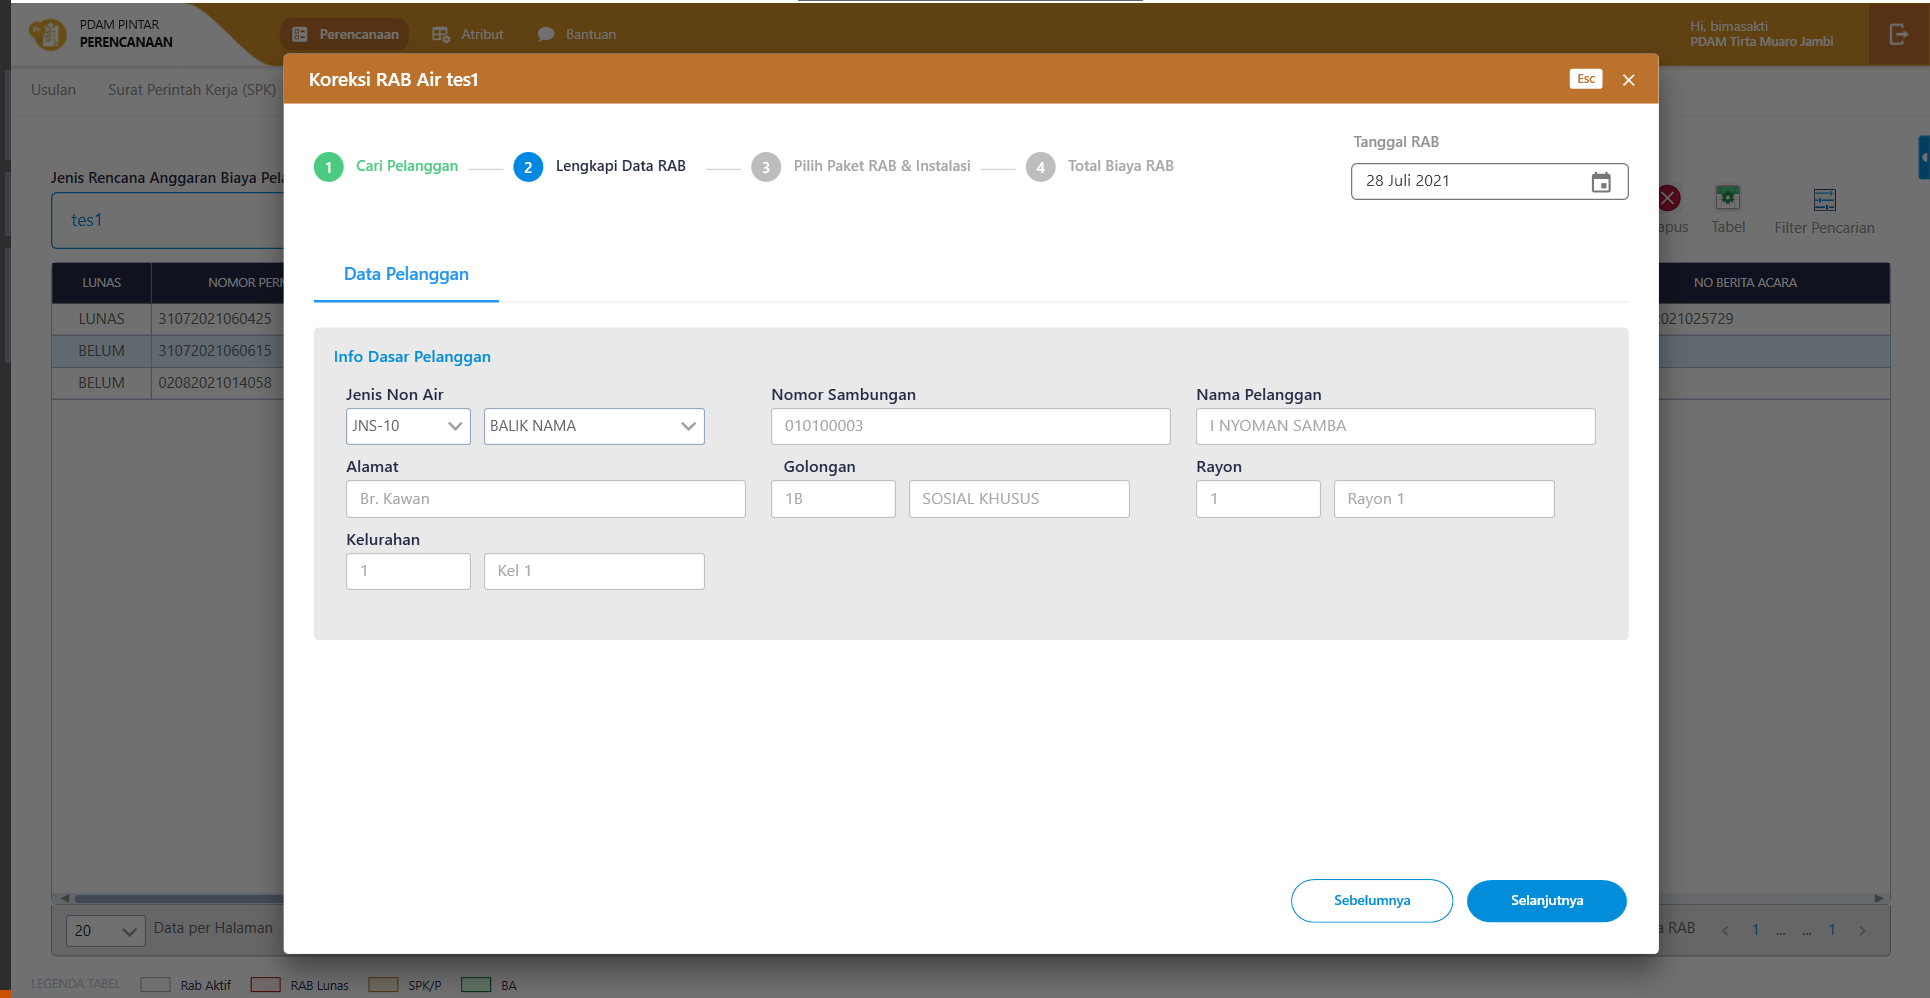 PDAM PINTAR
PERENCANAAN
Perencanaan
Atribut
Bantuan
Hi, bimasakti
PDAM Tirta Muaro Jambi
Usulan
Surat Perintah Kerja (SPK)
Koreksi RAB Air tes1
Esc
1 Cari Pelanggan
2 Lengkapi Data RAB
3 Pilih Paket RAB & Instalasi
4 Total Biaya RAB
Tanggal RAB
28 Juli 2021
Jenis Rencana Anggaran Biaya Pel
tes1
apus
Tabel
Filter Pencarian
Data Pelanggan
LUNAS
NOMOR PERM
NO BERITA ACARA
LUNAS 31072021060425
2021025729
BELUM 31072021060615
BELUM 02082021014058
Info Dasar Pelanggan
Jenis Non Air
JNS-10
BALIK NAMA
Nomor Sambungan
010100003
Nama Pelanggan
I NYOMAN SAMBA
Alamat
Br. Kawan
Golongan
1B
SOSIAL KHUSUS
Rayon
1
Rayon 1
Kelurahan
1
Kel 1
Sebelumnya
Selanjutnya
20
Data per Halaman
a RAB
1 ... ... 1
LEGENDA TABEL
Rab Aktif
RAB Lunas
SPK/P
BA